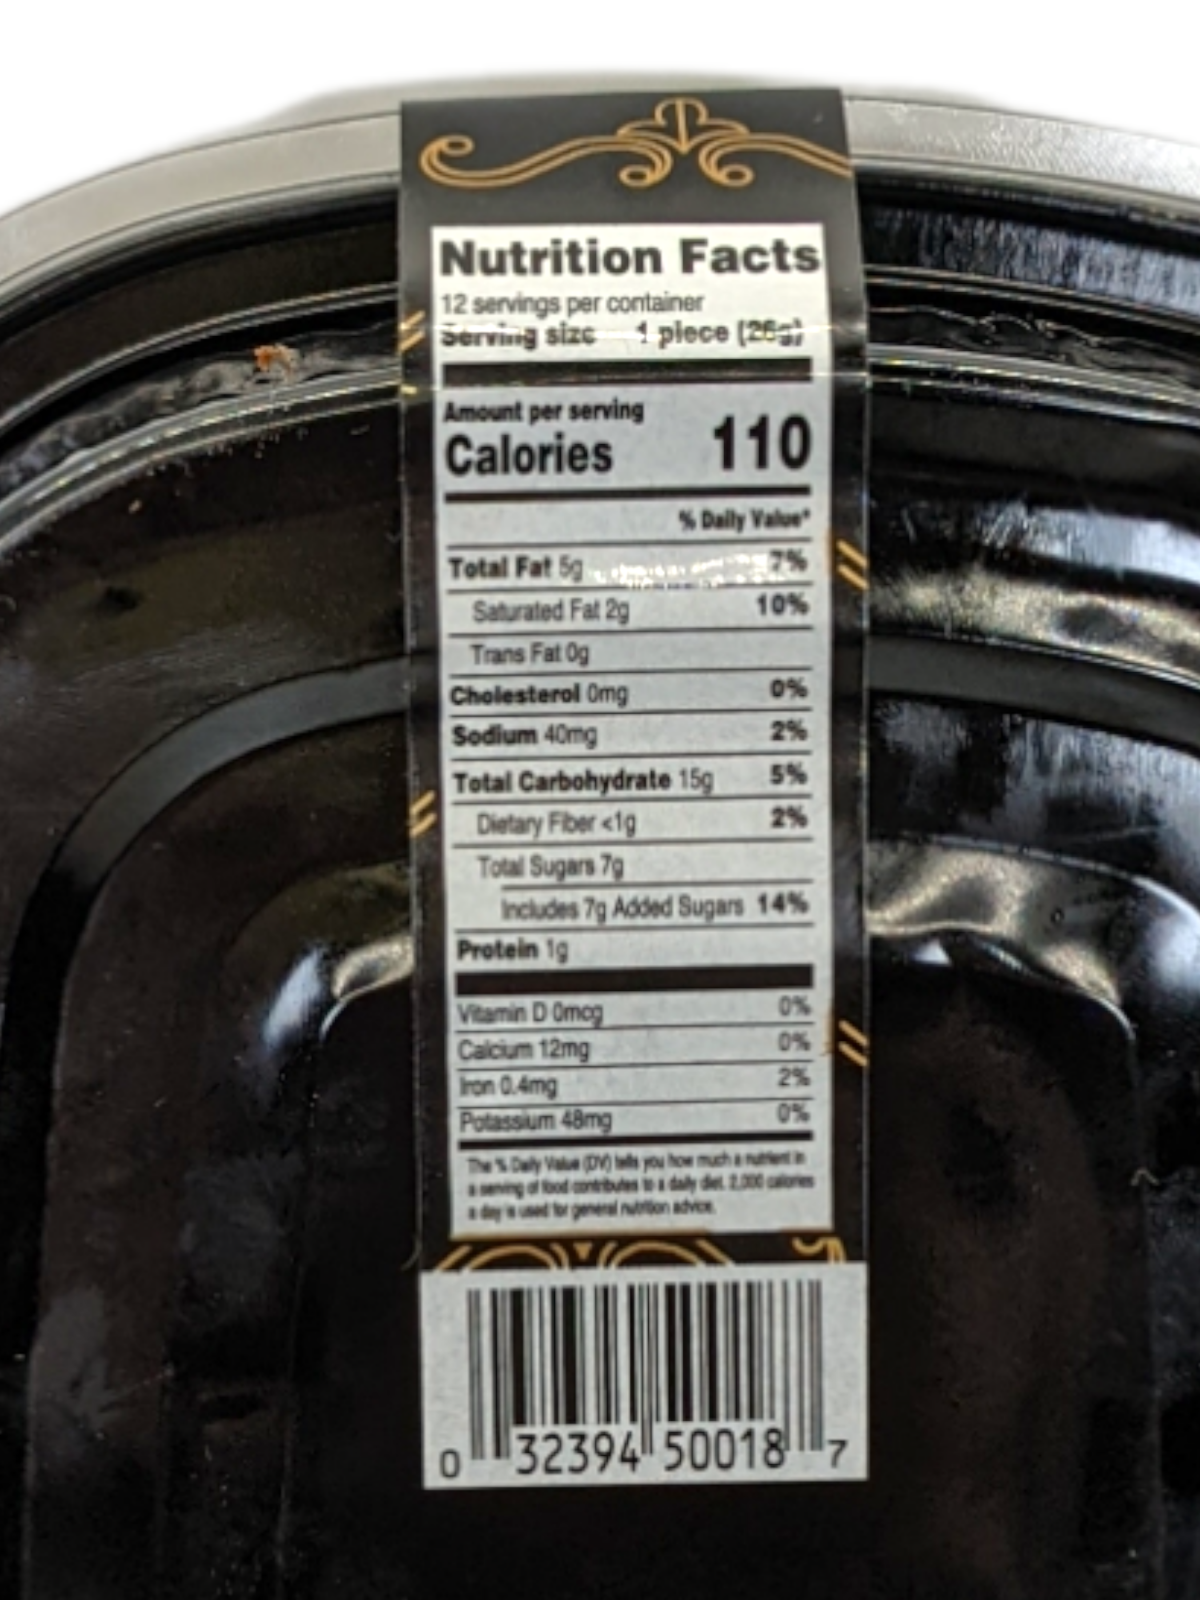 Nutrition Facts
12 servings per container
Serving size 1 piece (26g)
Amount per serving
Calories 110
% Daily Value*
Total Fat 5g 7%
Saturated Fat 2g 10%
Trans Fat 0g
Cholesterol 0mg 0%
Sodium 40mg 2%
Total Carbohydrate 15g 5%
Dietary Fiber <1g 2%
Total Sugars 7g
Includes 7g Added Sugars 14%
Protein 1g
Vitamin D 0mcg 0%
Calcium 12mg 0%
Iron 0.4mg 2%
Potassium 48mg 0%
The % Daily Value (DV) tells you how much a nutrient in
a serving of food contributes to a daily diet. 2,000 calories
a day is used for general nutrition advice.
0 32394 50018 7